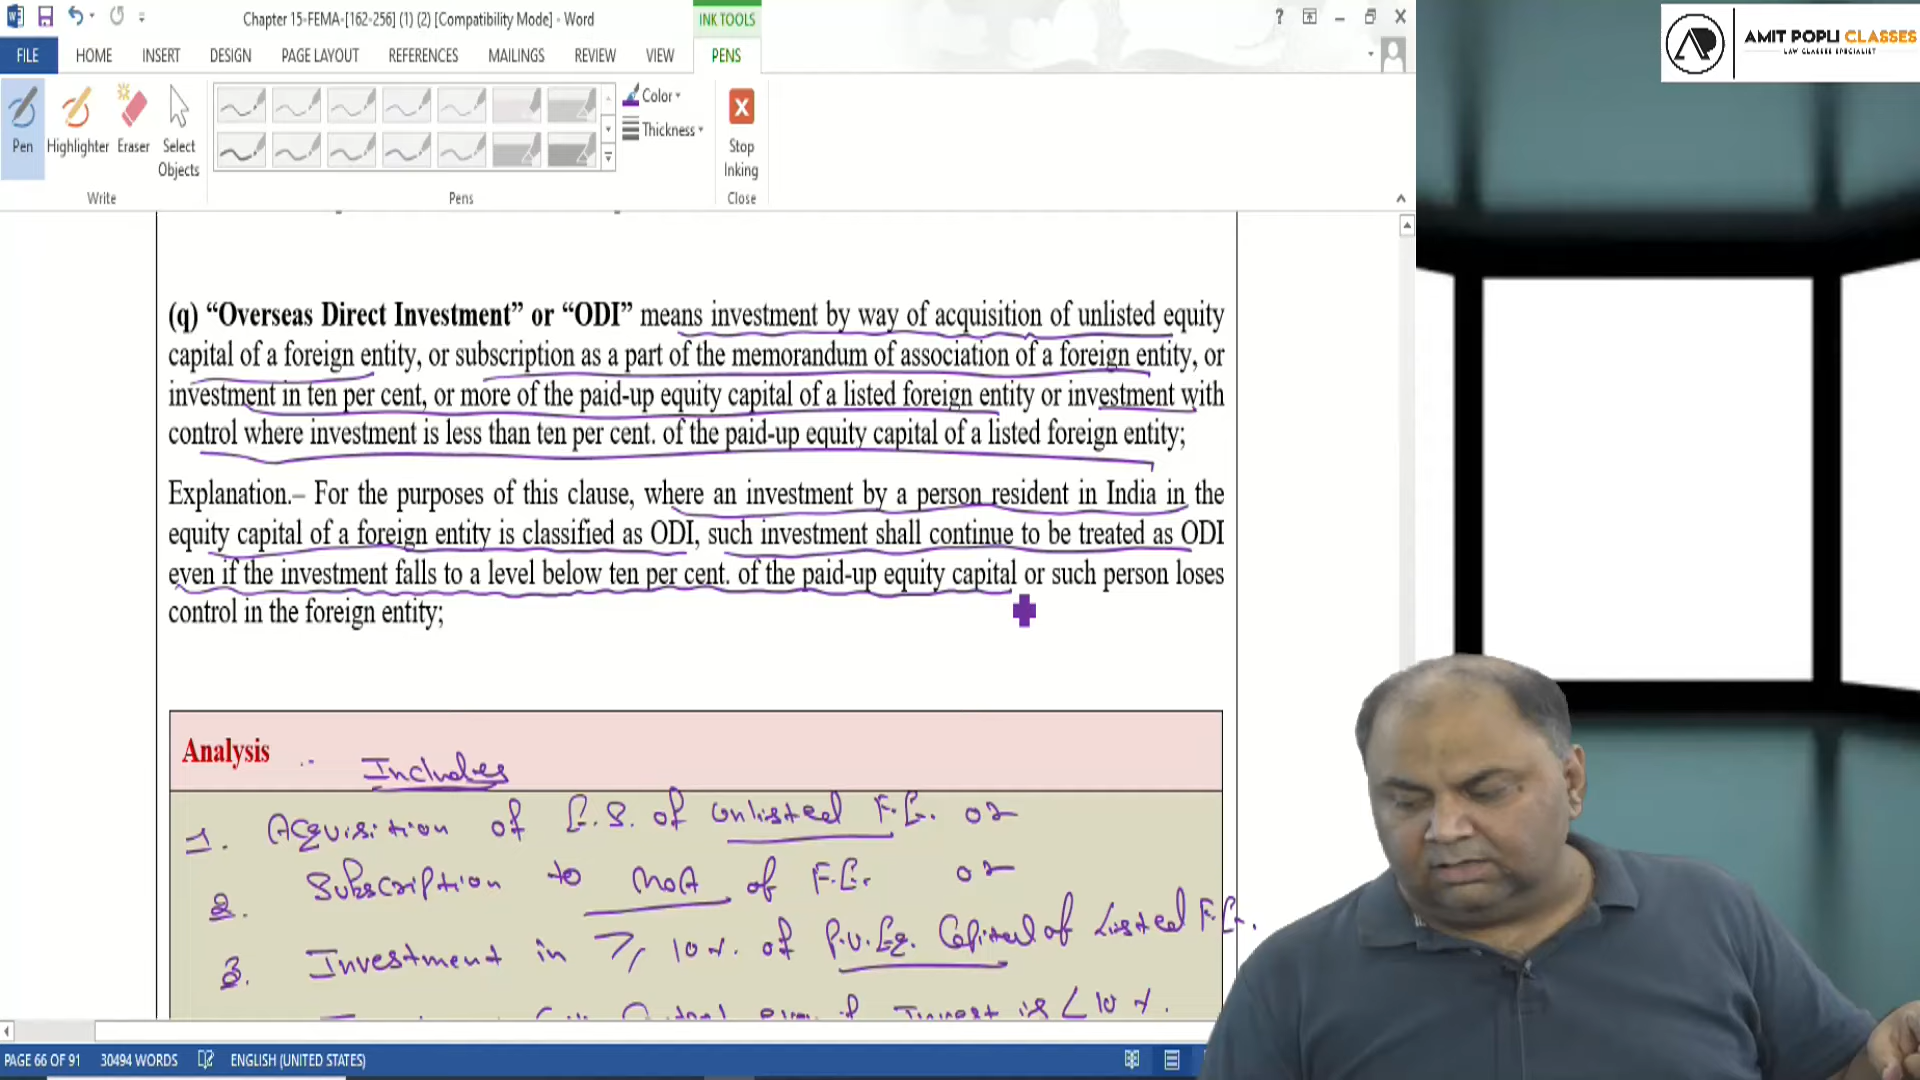 Chapter 15-FEMA-[162-256] (1) (2) [Compatibility Mode] - Word
INK TOOLS
AMIT POPLI CLASSES
LAW CLASSES SPECIALIST
FILE HOME INSERT DESIGN PAGE LAYOUT REFERENCES MAILINGS REVIEW VIEW PENS
Color
Thickness
Pen Highlighter Eraser Select Objects
Stop Inking
Write Pens Close
(q) “Overseas Direct Investment” or “ODI” means investment by way of acquisition of unlisted equity
capital of a foreign entity, or subscription as a part of the memorandum of association of a foreign entity, or
investment in ten per cent, or more of the paid-up equity capital of a listed foreign entity or investment with
control where investment is less than ten per cent. of the paid-up equity capital of a listed foreign entity;
Explanation.– For the purposes of this clause, where an investment by a person resident in India in the
equity capital of a foreign entity is classified as ODI, such investment shall continue to be treated as ODI
even if the investment falls to a level below ten per cent. of the paid-up equity capital or such person loses
control in the foreign entity;
Analysis Includes
1. Acquisition of E.S. of Unlisted F.E. or
2. Subscription to MOA of F.E. or
3. Investment in ≥ 10%. of P.U. Eq. Capital of Listed F.E.
is < 10 %.
PAGE 66 OF 91 30494 WORDS ENGLISH (UNITED STATES)